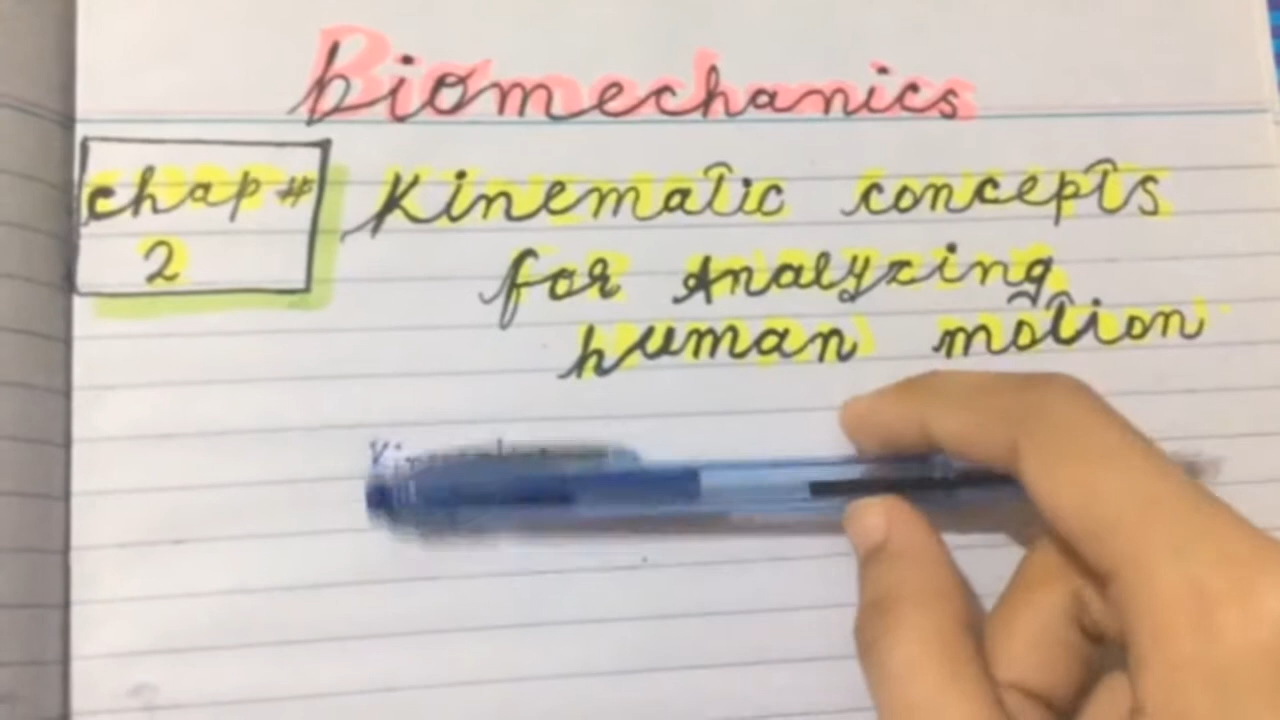 Biomechanics
chap # Kinematic concepts
2
for Analyzing
human motion